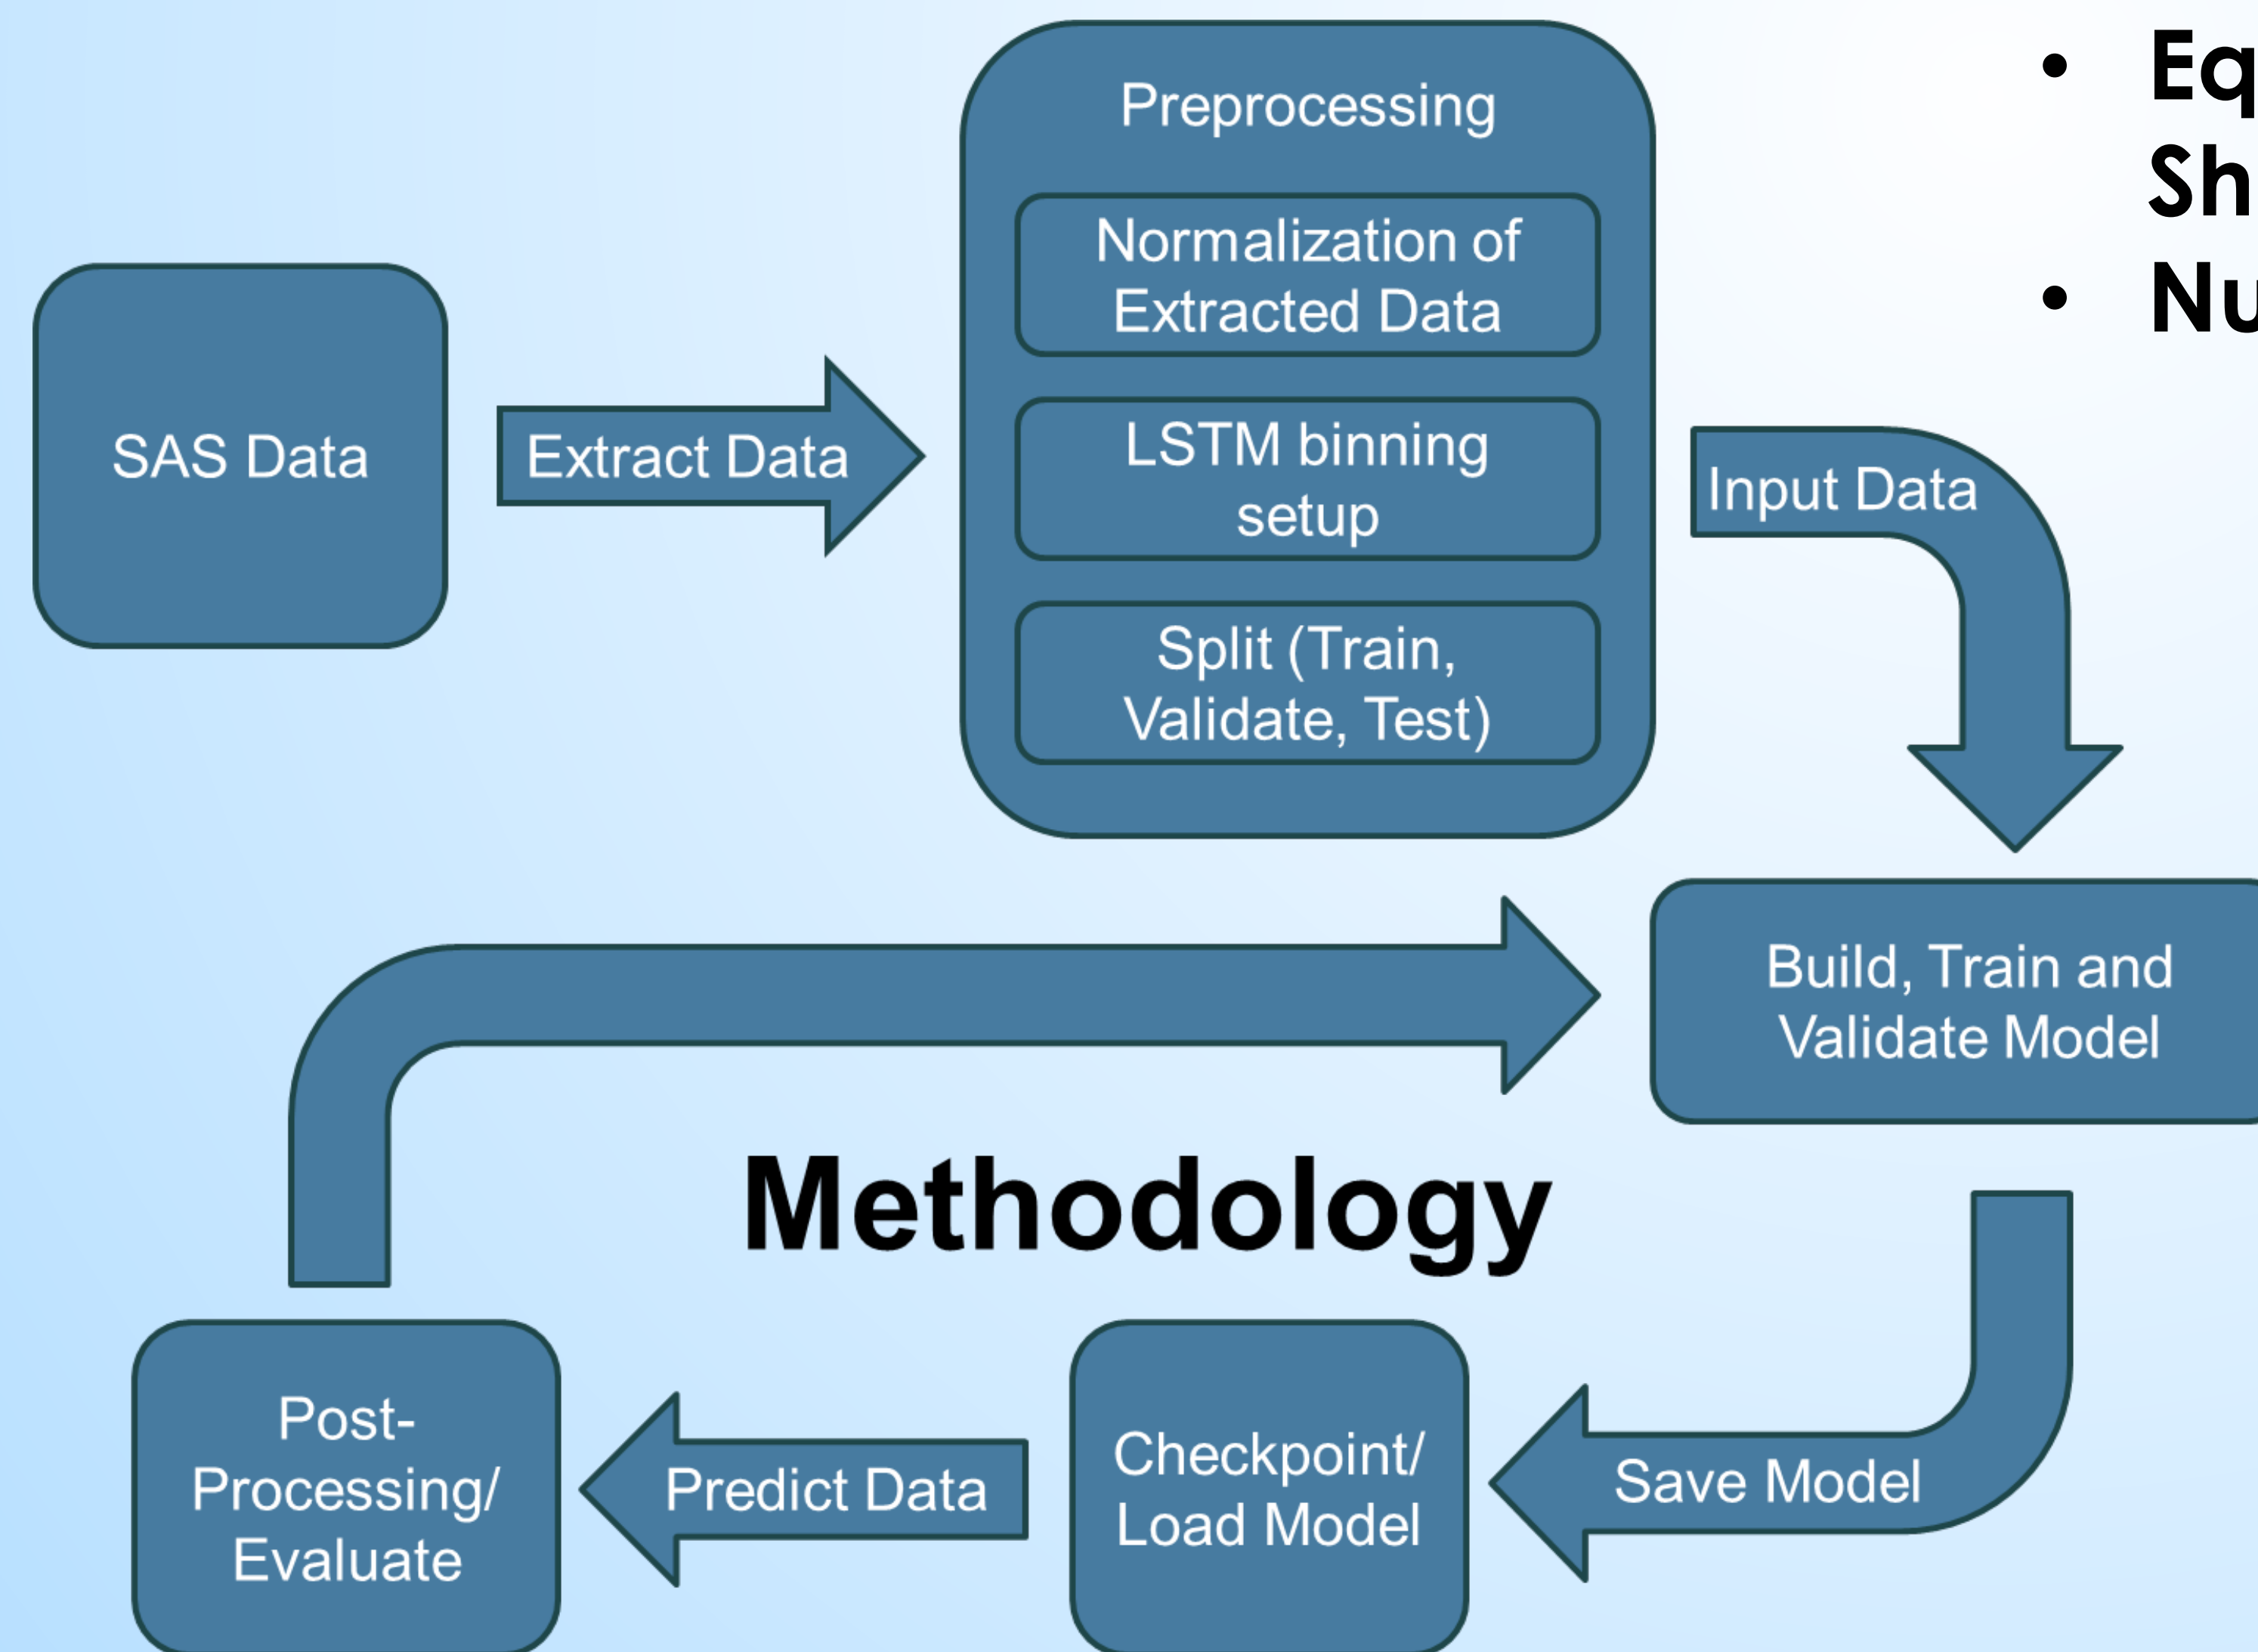 Preprocessing
Normalization of
Extracted Data
LSTM binning
setup
Split (Train,
Validate, Test)
SAS Data
Extract Data
Input Data
Build, Train and
Validate Model
Methodology
Save Model
Checkpoint/
Load Model
Predict Data
Post-
Processing/
Evaluate